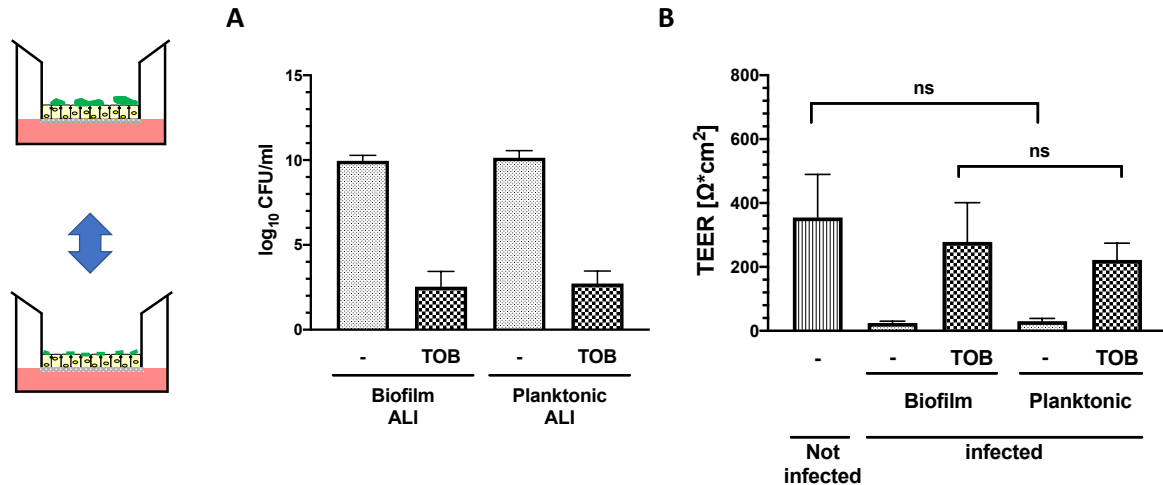 A
B
15
10
5
0
log10 CFU/ml
- TOB - TOB
Biofilm ALI
Planktonic ALI
800
600
400
200
0
TEER [Ω*cm2]
ns
ns
- - TOB - TOB
Biofilm Planktonic
Not infected
infected